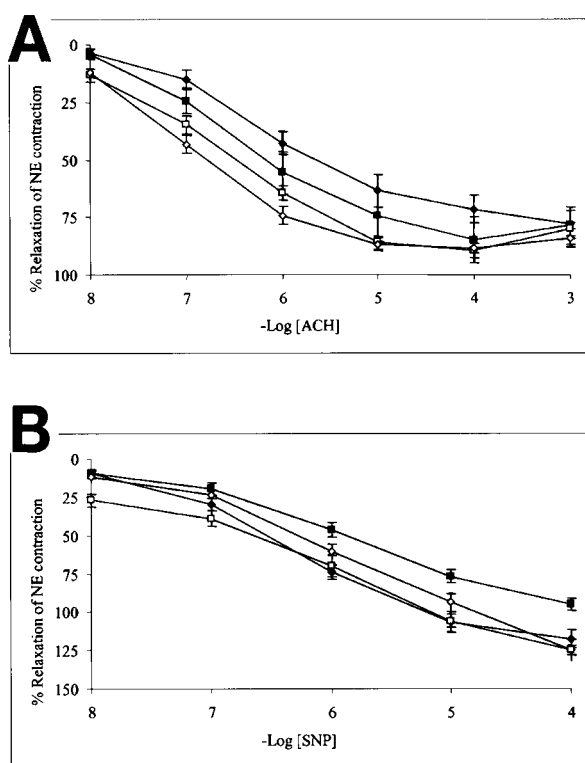 A
0
25
50
75
100
% Relaxation of NE contraction
8 7 6 5 4 3
-Log [ACH]
B
0
25
50
75
100
125
150
% Relaxation of NE contraction
8 7 6 5 4
-Log [SNP]